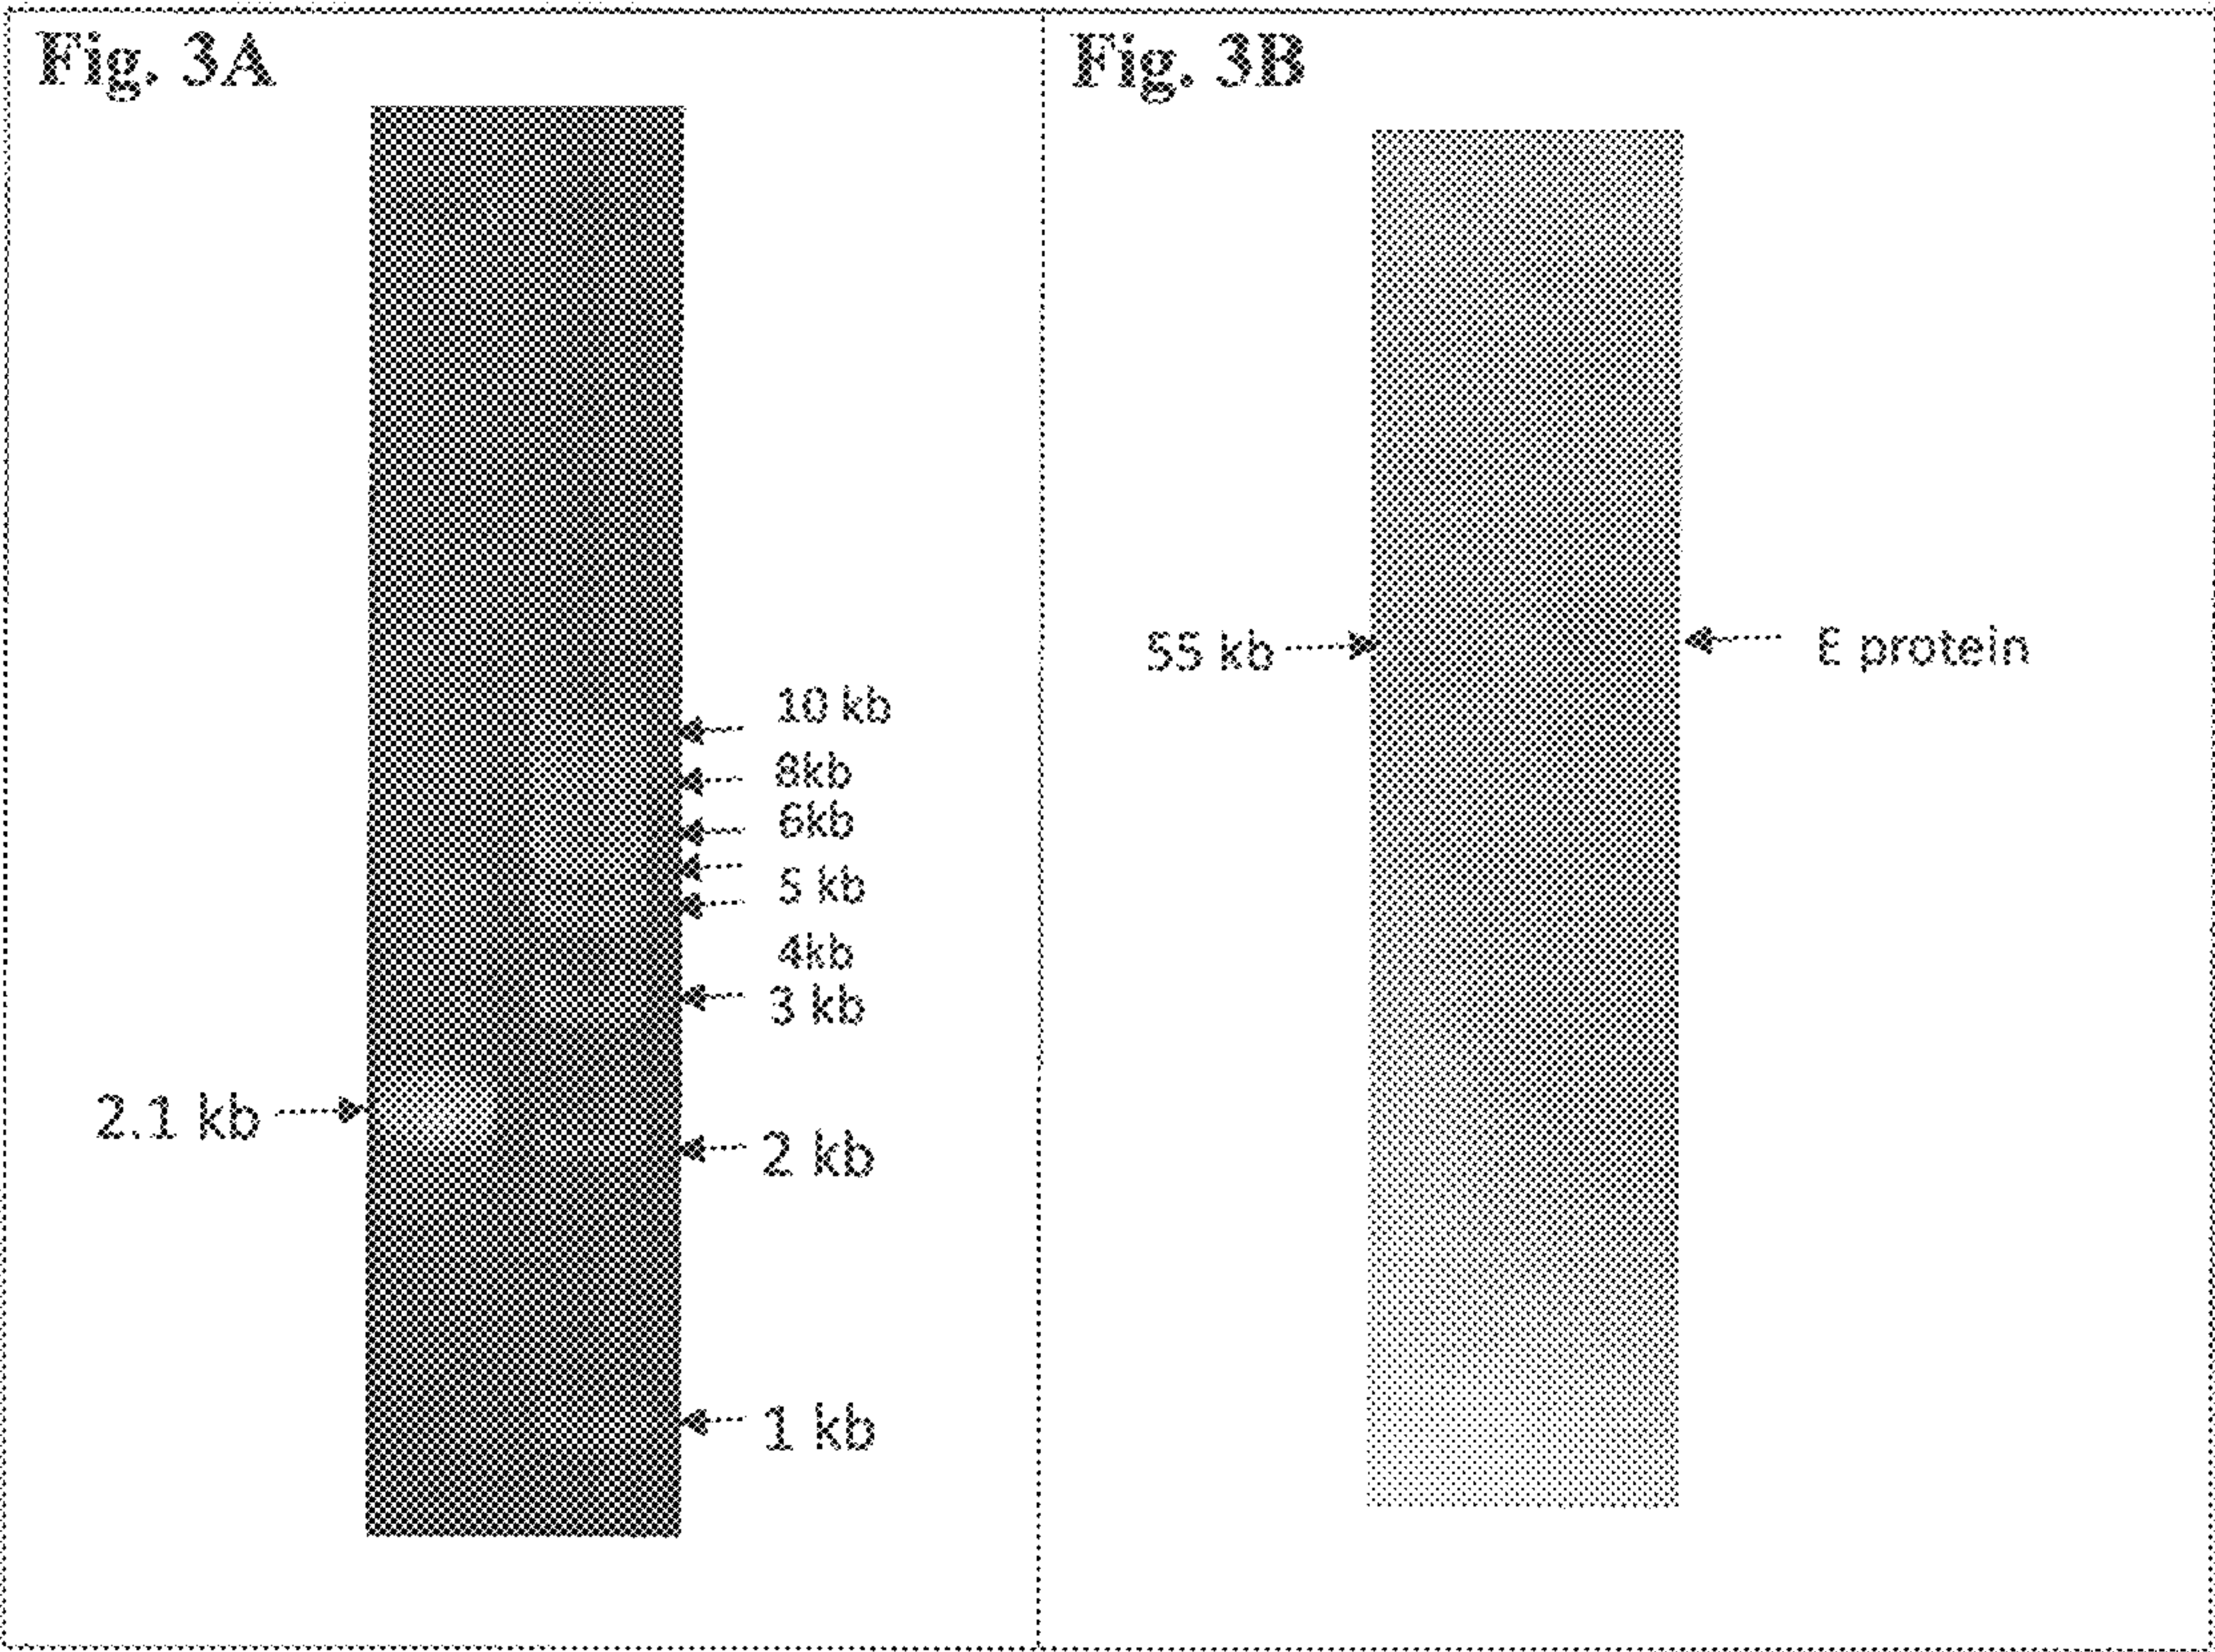 Fig. 3A
10 kb
8kb
6kb
5 kb
4kb
3 kb
2.1 kb
2 kb
1 kb
Fig. 3B
55 kb
E protein